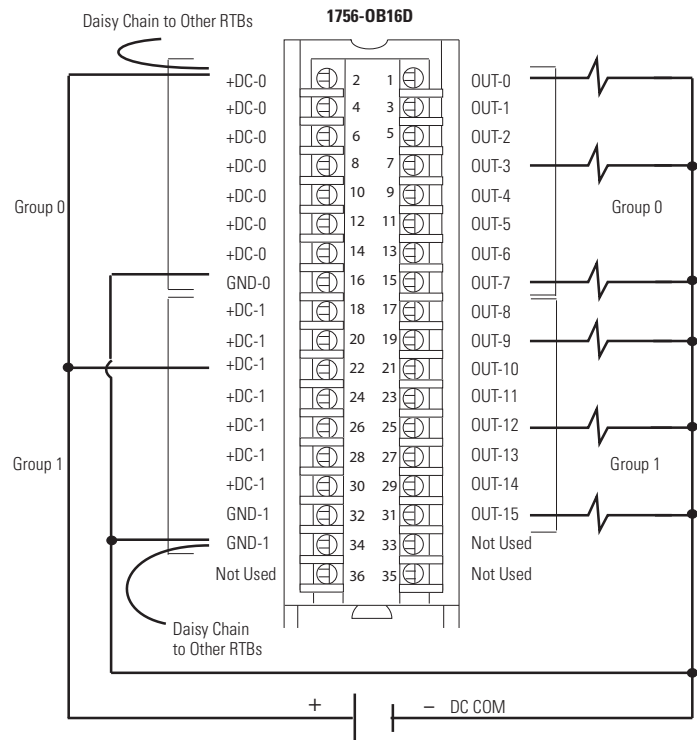 1756-OB16D
Daisy Chain to Other RTBs
+DC-0 2 1 OUT-0
+DC-0 4 3 OUT-1
+DC-0 6 5 OUT-2
+DC-0 8 7 OUT-3
+DC-0 10 9 OUT-4
Group 0 Group 0
+DC-0 12 11 OUT-5
+DC-0 14 13 OUT-6
GND-0 16 15 OUT-7
+DC-1 18 17 OUT-8
+DC-1 20 19 OUT-9
+DC-1 22 21 OUT-10
+DC-1 24 23 OUT-11
+DC-1 26 25 OUT-12
+DC-1 28 27 OUT-13
Group 1 Group 1
+DC-1 30 29 OUT-14
GND-1 32 31 OUT-15
GND-1 34 33 Not Used
Not Used 36 35 Not Used
Daisy Chain
to Other RTBs
+ – DC COM